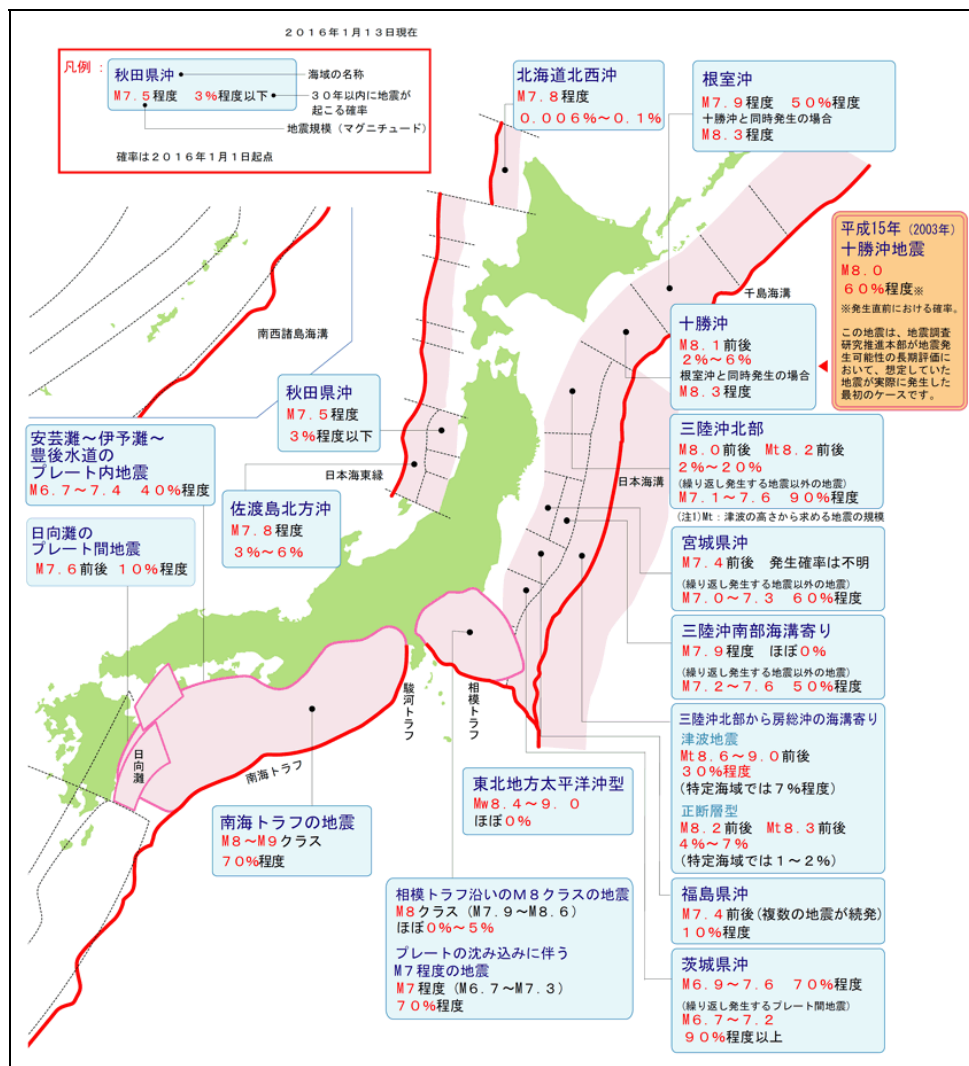 2016年1月13日現在
凡例：
秋田県沖
M7.5程度 3%程度以下
海域の名称
30年以内に地震が
起こる確率
地震規模（マグニチュード）
確率は2016年1月1日起点
北海道北西沖
M7.8程度
0.006%～0.1%
根室沖
M7.9程度 50%程度
十勝沖と同時発生の場合
M8.3程度
平成15年（2003年）
十勝沖地震
M8.0
60%程度※
※発生直前における確率。
この地震は、地震調査
研究推進本部が地震発
生可能性の長期評価に
おいて、想定していた
地震が実際に発生した
最初のケースです。
千島海溝
十勝沖
M8.1前後
2%～6%
根室沖と同時発生の場合
M8.3程度
南西諸島海溝
秋田県沖
M7.5程度
3%程度以下
安芸灘～伊予灘～
豊後水道の
プレート内地震
M6.7～7.4 40%程度
日本海東縁
三陸沖北部
M8.0前後 Mt8.2前後
2%～20%
(繰り返し発生する地震以外の地震)
M7.1～7.6 90%程度
(注1)Mt：津波の高さから求める地震の規模
日本海溝
佐渡島北方沖
M7.8程度
3%～6%
日向灘の
プレート間地震
M7.6前後 10%程度
宮城県沖
M7.4前後 発生確率は不明
(繰り返し発生する地震以外の地震)
M7.0～7.3 60%程度
三陸沖南部海溝寄り
M7.9程度 ほぼ0%
(繰り返し発生する地震以外の地震)
M7.2～7.6 50%程度
駿河トラフ
相模トラフ
日向灘
南海トラフ
三陸沖北部から房総沖の海溝寄り
津波地震
Mt8.6～9.0前後
30%程度
(特定海域では7%程度)
正断層型
M8.2前後 Mt8.3前後
4%～7%
(特定海域では1～2%)
東北地方太平洋沖型
Mw8.4～9.0
ほぼ0%
南海トラフの地震
M8～M9クラス
70%程度
相模トラフ沿いのM8クラスの地震
M8クラス（M7.9～M8.6）
ほぼ0%～5%
プレートの沈み込みに伴う
M7程度の地震
M7程度（M6.7～M7.3）
70%程度
福島県沖
M7.4前後(複数の地震が続発)
10%程度
茨城県沖
M6.9～7.6 70%程度
(繰り返し発生するプレート間地震)
M6.7～7.2
90%程度以上